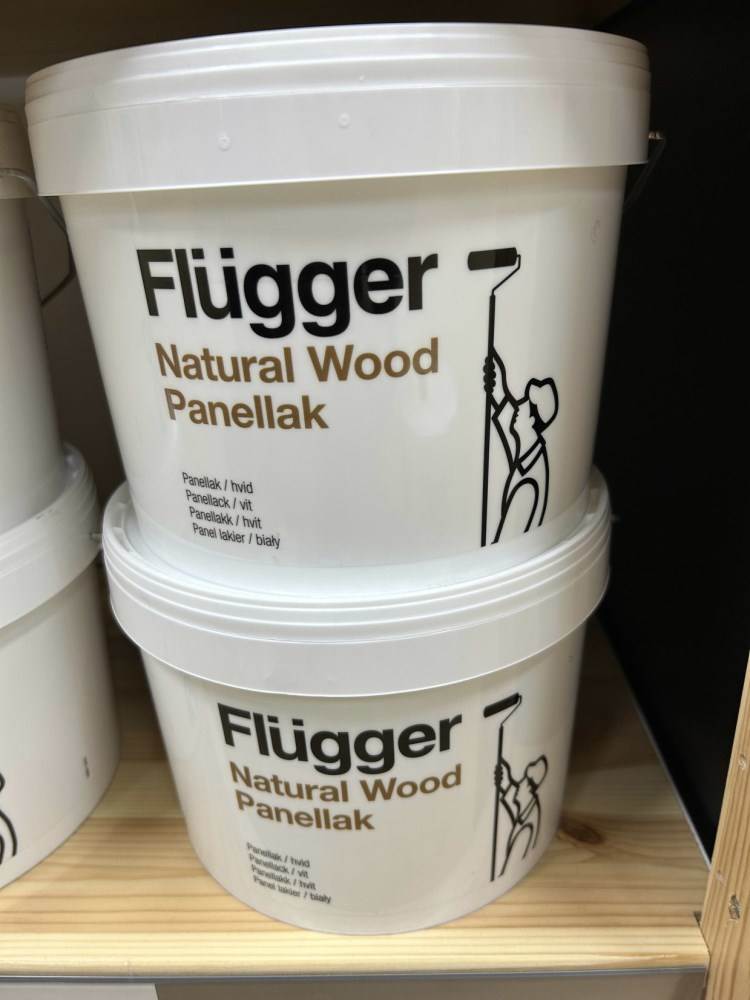 Flügger
Natural Wood
Panellak
Panellak / hvid
Panellack / vit
Panellakk / hvit
Panel lakier / biały
Flügger
Natural Wood
Panellak
Panellak / hvid
Panellack / vit
Panellakk / hvit
Panel lakier / biały